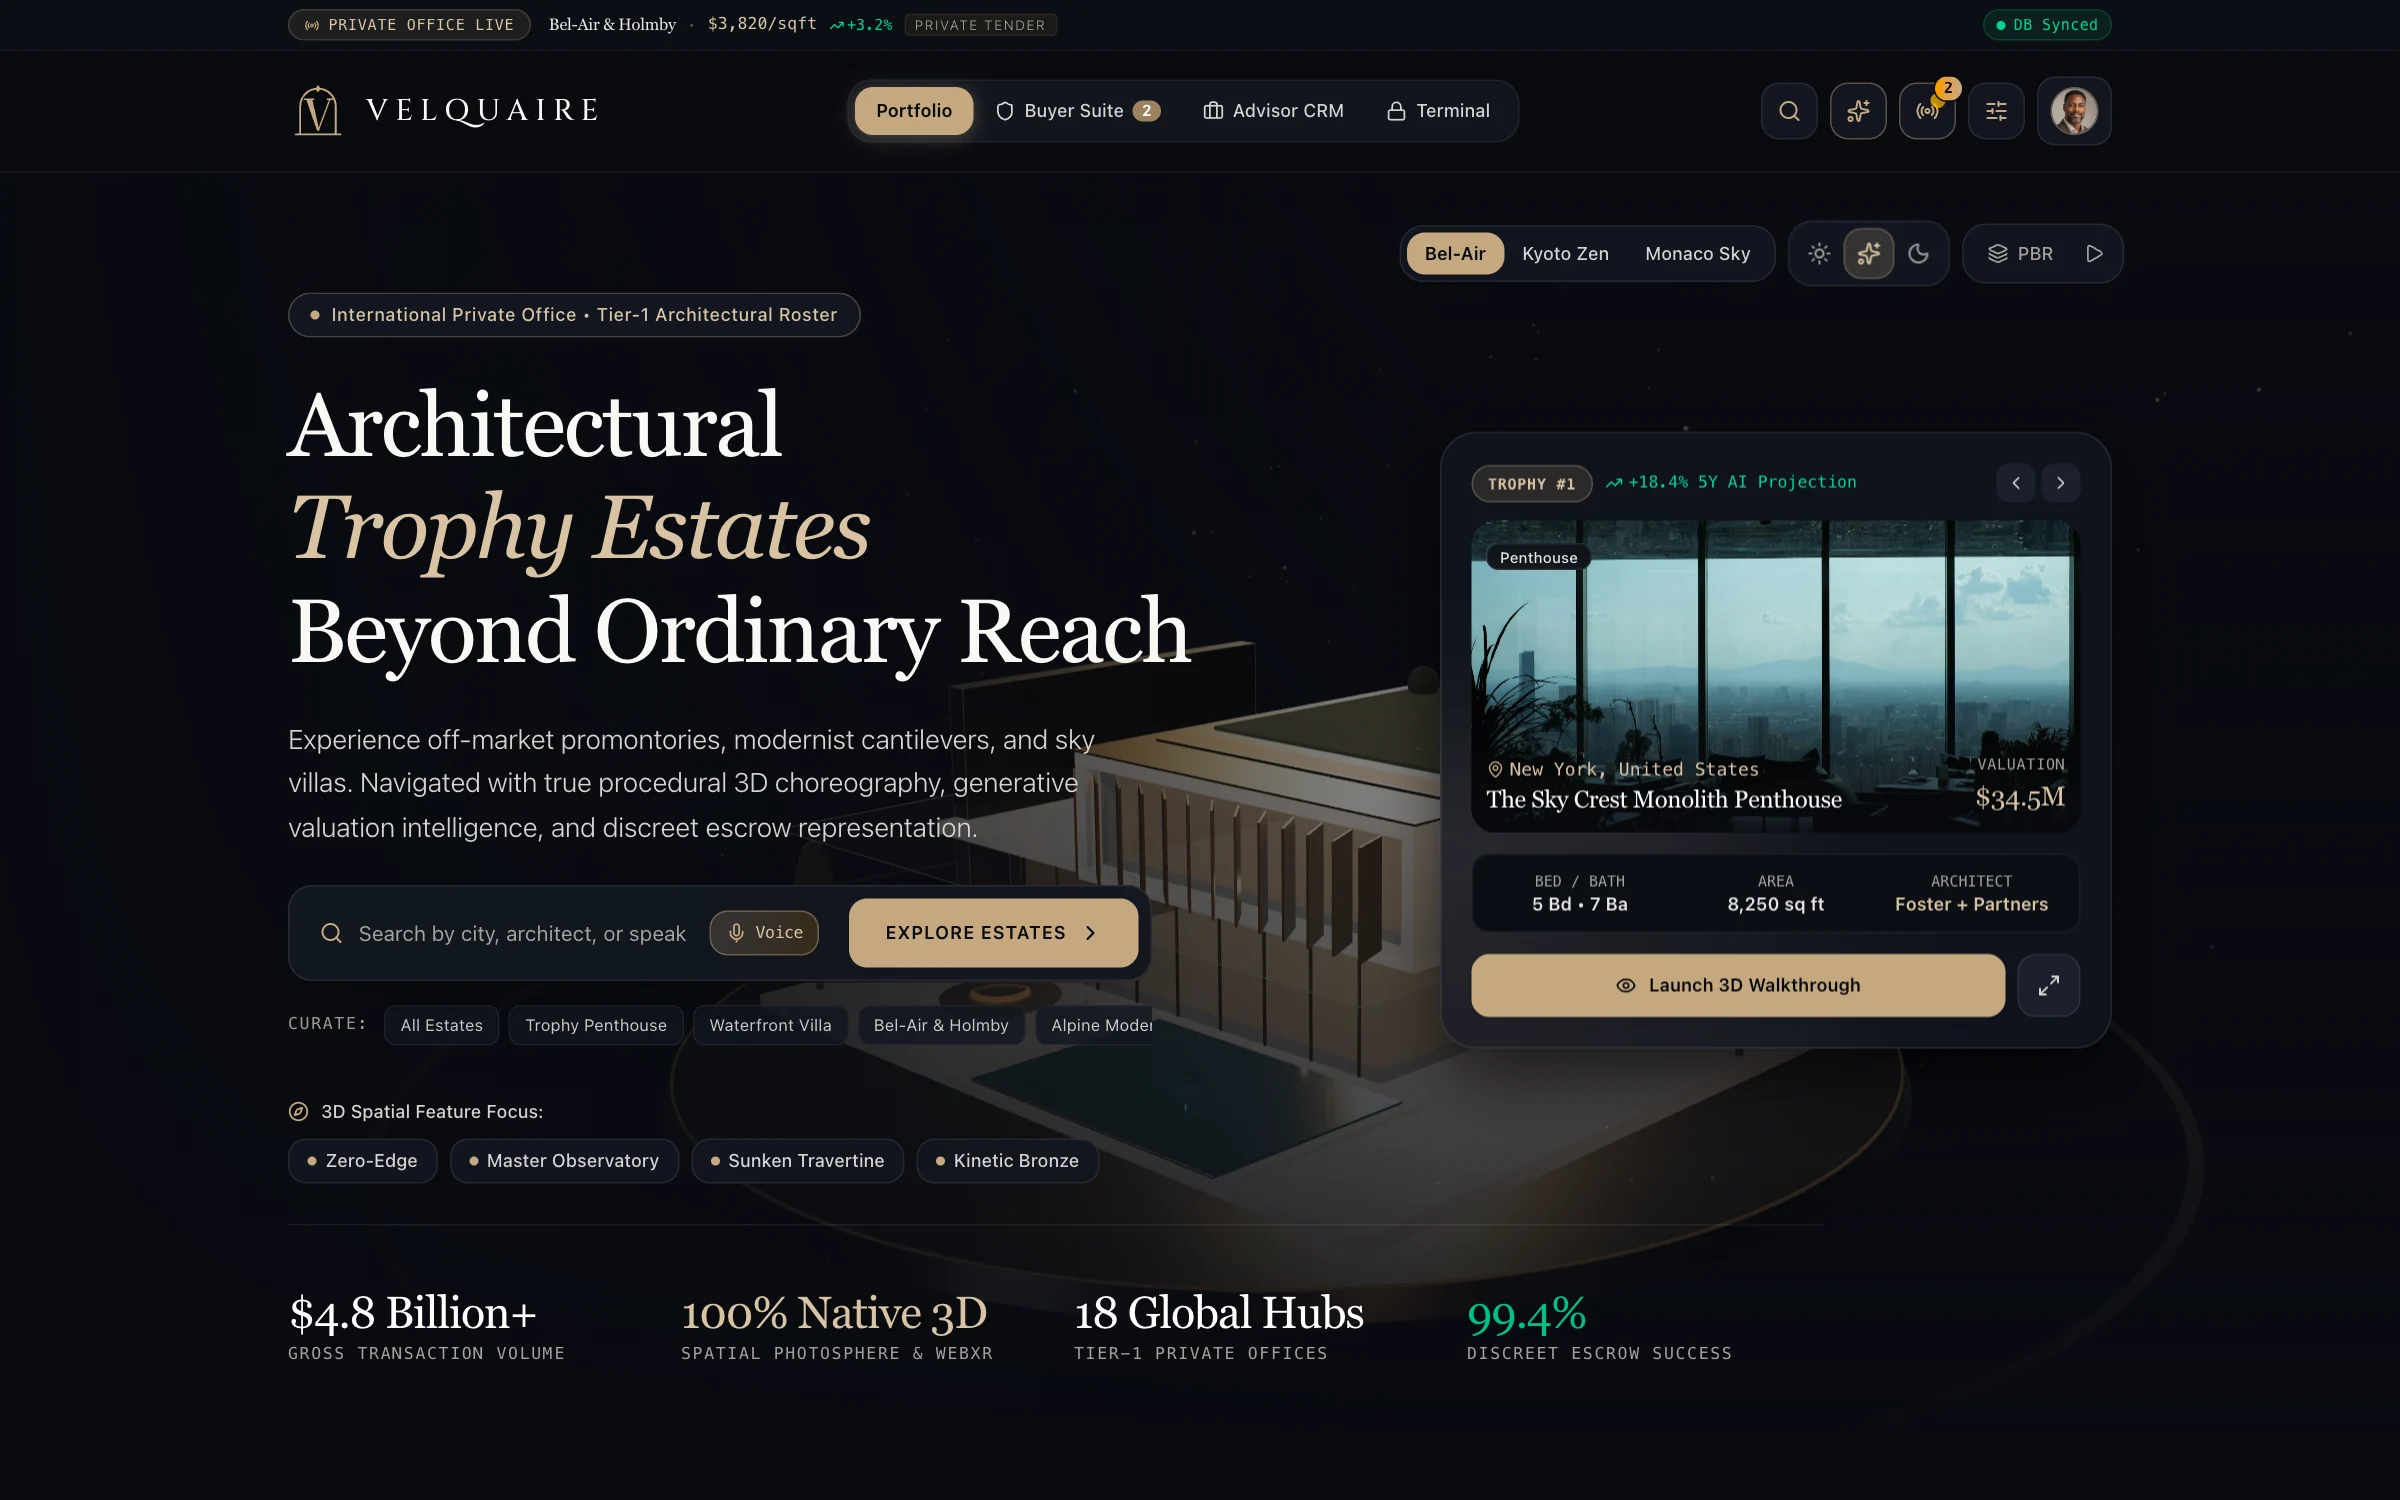 PRIVATE OFFICE LIVE Bel-Air & Holmby · $3,820/sqft +3.2% PRIVATE TENDER DB Synced
V VELQUAIRE Portfolio Buyer Suite 2 Advisor CRM Terminal 2
Bel-Air Kyoto Zen Monaco Sky PBR
International Private Office • Tier-1 Architectural Roster
Architectural
Trophy Estates
Beyond Ordinary Reach
Experience off-market promontories, modernist cantilevers, and sky
villas. Navigated with true procedural 3D choreography, generative
valuation intelligence, and discreet escrow representation.
Search by city, architect, or speak Voice EXPLORE ESTATES
CURATE: All Estates Trophy Penthouse Waterfront Villa Bel-Air & Holmby Alpine Moder
3D Spatial Feature Focus:
Zero-Edge Master Observatory Sunken Travertine Kinetic Bronze
TROPHY #1 +18.4% 5Y AI Projection
Penthouse
New York, United States VALUATION
The Sky Crest Monolith Penthouse $34.5M
BED / BATH AREA ARCHITECT
5 Bd • 7 Ba 8,250 sq ft Foster + Partners
Launch 3D Walkthrough
$4.8 Billion+ 100% Native 3D 18 Global Hubs 99.4%
GROSS TRANSACTION VOLUME SPATIAL PHOTOSPHERE & WEBXR TIER-1 PRIVATE OFFICES DISCREET ESCROW SUCCESS